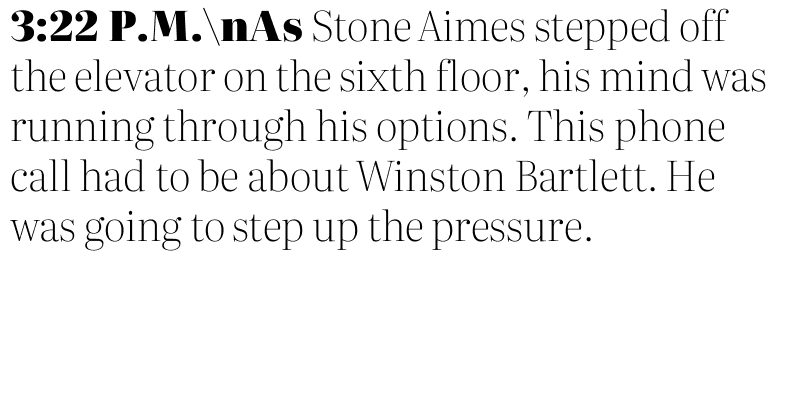 3:22 P.M.\nAs Stone Aimes stepped off
the elevator on the sixth floor, his mind was
running through his options. This phone
call had to be about Winston Bartlett. He
was going to step up the pressure.